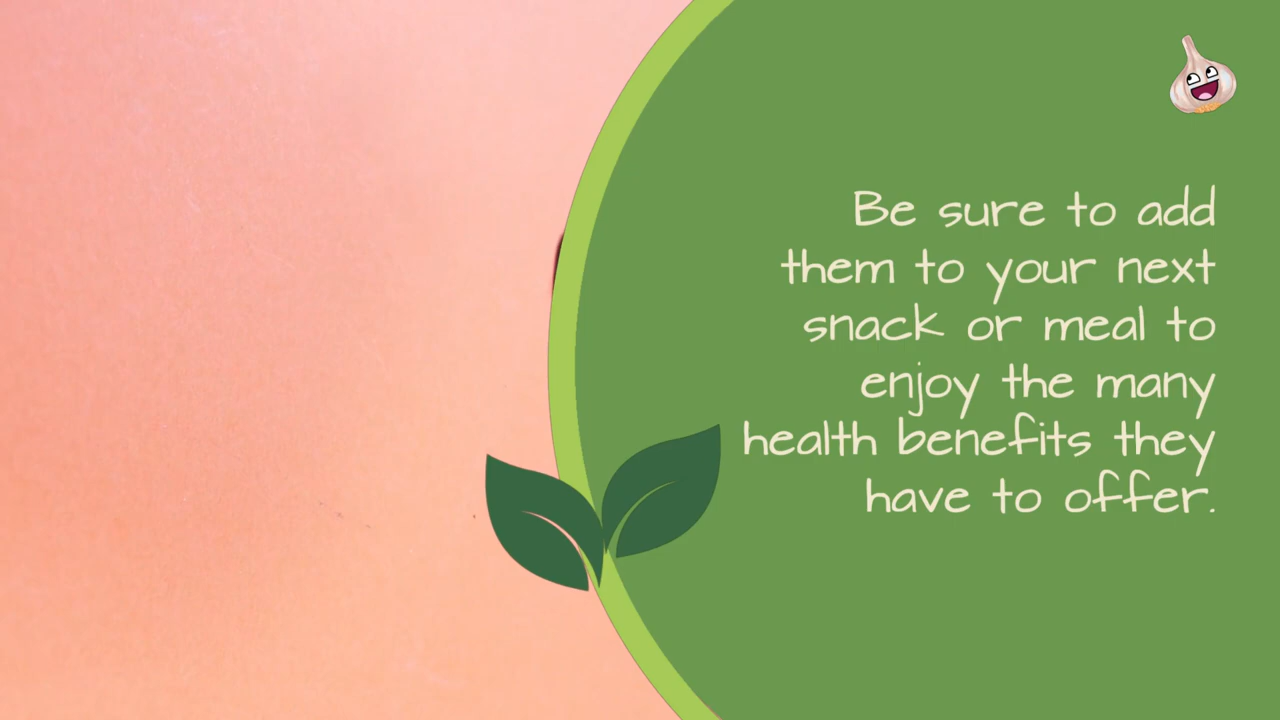 Be sure to add
them to your next
snack or meal to
enjoy the many
health benefits they
have to offer.